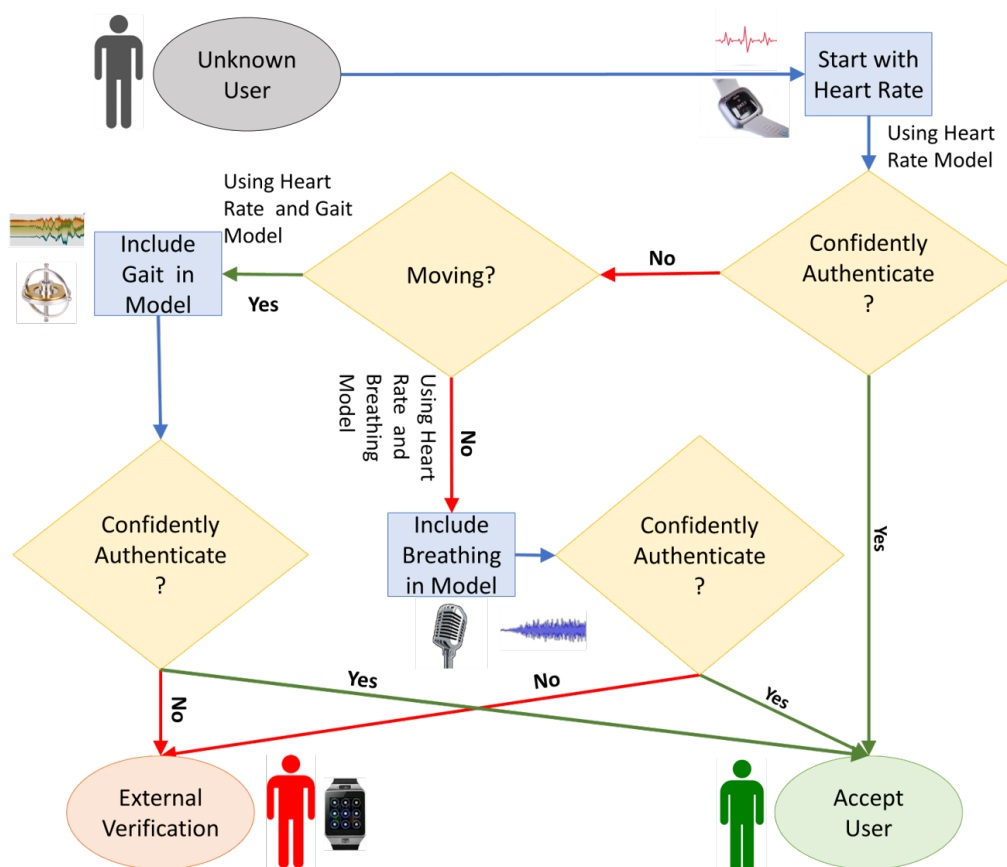 Unknown
User
Start with
Heart Rate
Using Heart
Rate Model
Using Heart
Rate and Gait
Model
Include
Gait in
Model
Yes
Moving?
No
Confidently
Authenticate
?
Using Heart
Rate and
Breathing
Model
No
Yes
Confidently
Authenticate
?
Include
Breathing
in Model
Confidently
Authenticate
?
No
Yes
No
Yes
External
Verification
Accept
User